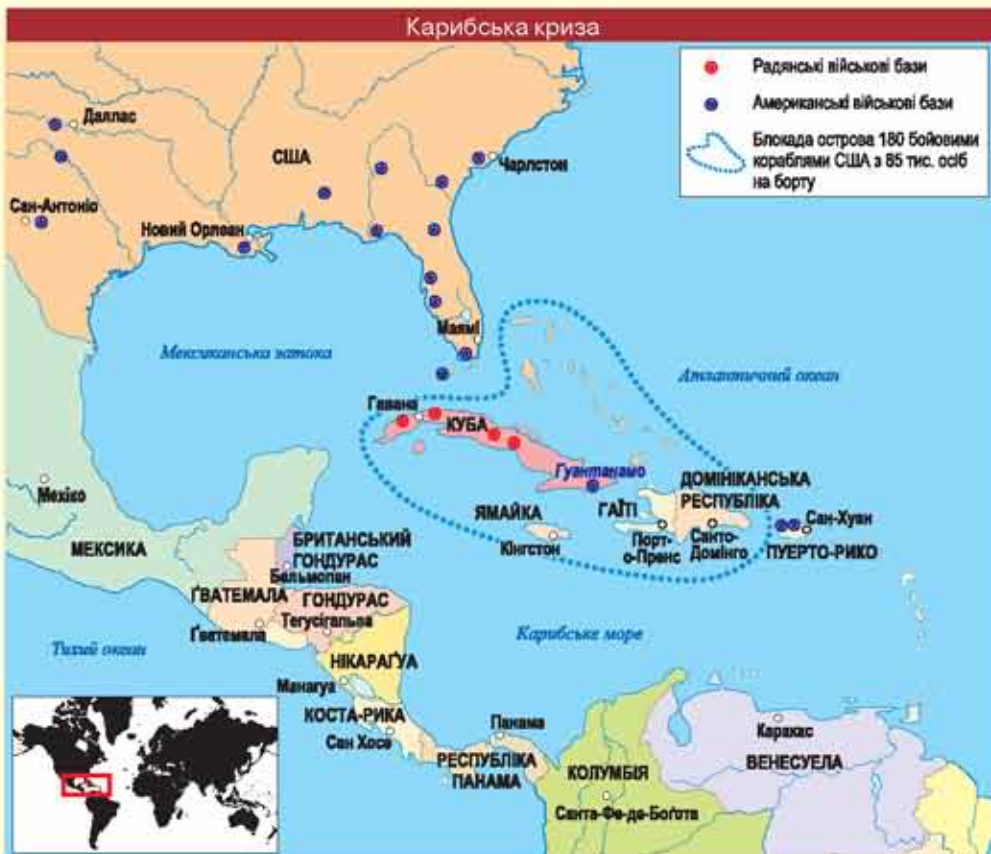 Карибська криза
Радянські військові бази
Американські військові бази
Блокада острова 180 бойовими
кораблями США з 85 тис. осіб
на борту
Даллас
США
Чарлстон
Сан-Антоніо
Новий Орлеан
Маямі
Мексиканська затока
Атлантичний океан
Гавана
КУБА
Гуантанамо
ДОМІНІКАНСЬКА
РЕСПУБЛІКА
ГАЇТІ
Мехіко
ЯМАЙКА
Сан-Хуан
Порт-
о-Пренс
Санто-
Домінго
Кінгстон
ПУЕРТО-РИКО
МЕКСИКА
БРИТАНСЬКИЙ
ГОНДУРАС
Бельмопан
ҐВАТЕМАЛА
ГОНДУРАС
Тегусігальпа
Ґватемала
Карибське море
Тихий океан
НІКАРАҐУА
Манагуа
КОСТА-РИКА
Сан Хосе
Панама
РЕСПУБЛІКА
ПАНАМА
Каракас
ВЕНЕСУЕЛА
КОЛУМБІЯ
Санта-Фе-де-Боґота